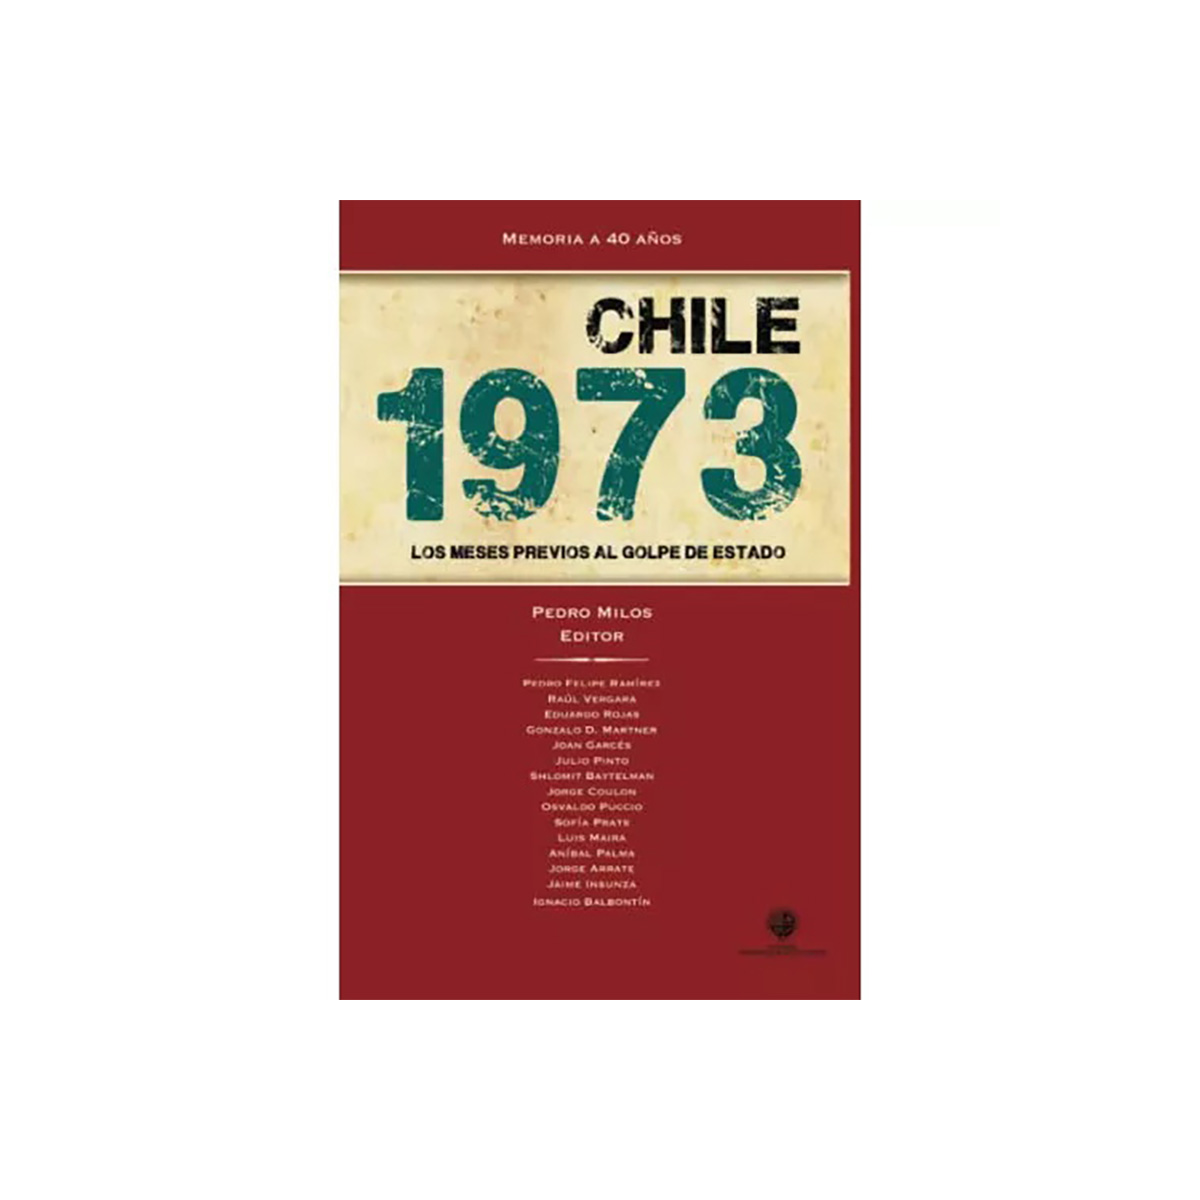 MEMORIA A 40 AÑOS
CHILE
1973
LOS MESES PREVIOS AL GOLPE DE ESTADO
PEDRO MILOS
EDITOR
PEDRO FELIPE RAMÍREZ
RAÚL VERGARA
EDUARDO ROJAS
GONZALO D. MARTNER
JOAN GARCÉS
JULIO PINTO
SHLOMIT BAYTELMAN
JORGE COULON
OSVALDO PUCCIO
SOFÍA PRATS
LUIS MAIRA
ANÍBAL PALMA
JORGE ARRATE
JAIME INSUNZA
IGNACIO BALBONTÍN